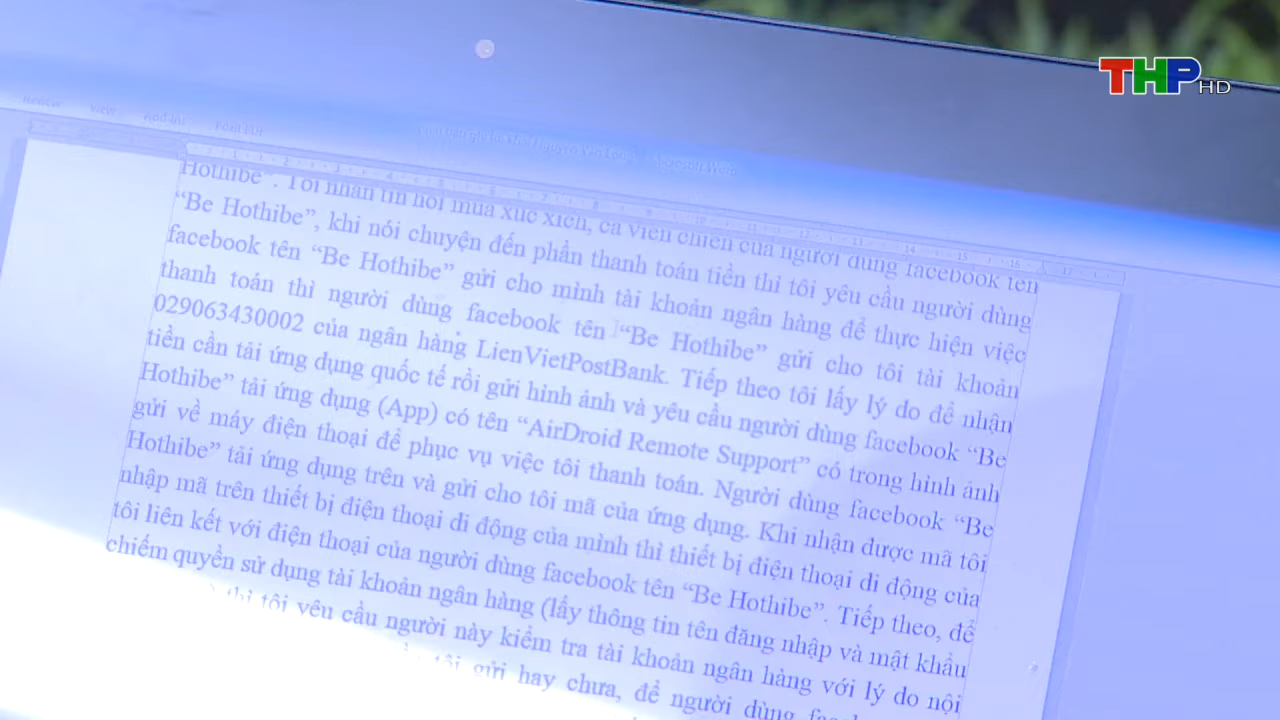 THP HD
Review View Add-Ins
Hothibe". Tôi nhắn tin hỏi mua xúc xích, cá viên chiên của người dùng facebook tên
“Be Hothibe”, khi nói chuyện đến phần thanh toán tiền thì tôi yêu cầu người dùng
facebook tên “Be Hothibe” gửi cho mình tài khoản ngân hàng để thực hiện việc
thanh toán thì người dùng facebook tên “Be Hothibe” gửi cho tôi tài khoản
029063430002 của ngân hàng LienVietPostBank. Tiếp theo tôi lấy lý do để nhận
tiền cần tải ứng dụng quốc tế rồi gửi hình ảnh và yêu cầu người dùng facebook “Be
Hothibe” tải ứng dụng (App) có tên “AirDroid Remote Support” có trong hình ảnh
gửi về máy điện thoại để phục vụ việc tôi thanh toán. Người dùng facebook “Be
Hothibe” tải ứng dụng trên và gửi cho tôi mã của ứng dụng. Khi nhận được mã tôi
nhập mã trên thiết bị điện thoại di động của mình thì thiết bị điện thoại di động của
tôi liên kết với điện thoại của người dùng facebook tên “Be Hothibe”. Tiếp theo, để
chiếm quyền sử dụng tài khoản ngân hàng (lấy thông tin tên đăng nhập và mật khẩu
thì tôi yêu cầu người này kiểm tra tài khoản ngân hàng với lý do nội
tôi gửi hay chưa, để người dùng